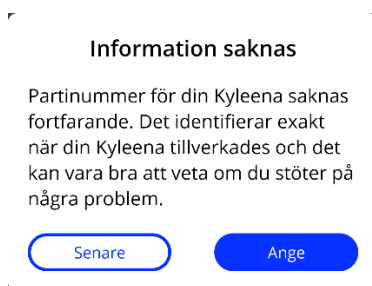 Information saknas
Partinummer för din Kyleena saknas
fortfarande. Det identifierar exakt
när din Kyleena tillverkades och det
kan vara bra att veta om du stöter på
några problem.
Senare
Ange